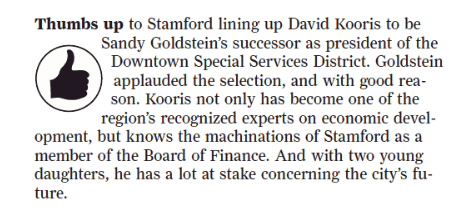 Thumbs up to Stamford lining up David Kooris to be
Sandy Goldstein’s successor as president of the
Downtown Special Services District. Goldstein
applauded the selection, and with good rea-
son. Kooris not only has become one of the
region’s recognized experts on economic devel-
opment, but knows the machinations of Stamford as a
member of the Board of Finance. And with two young
daughters, he has a lot at stake concerning the city’s fu-
ture.